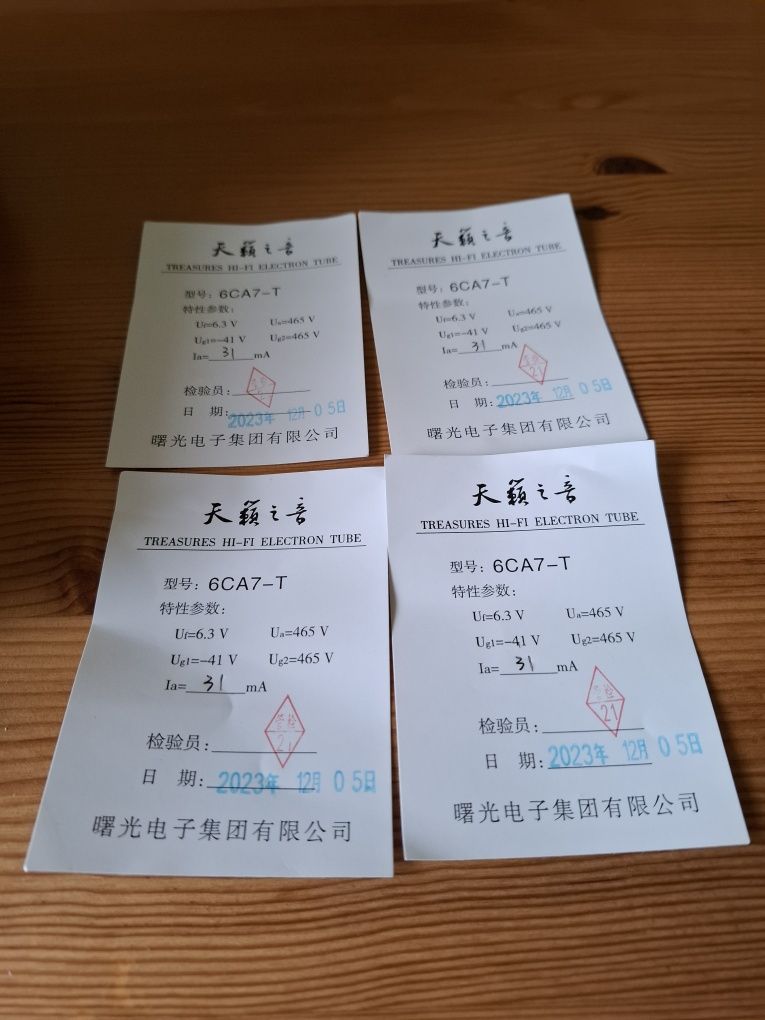 天籟之音
TREASURES HI-FI ELECTRON TUBE
型号: 6CA7-T
特性参数:
Uf=6.3 V Ua=465 V
Ug1=-41 V Ug2=465 V
Ia= 31 mA
检验员:
日 期: 2023年 12月 05日
曙光电子集团有限公司
天籟之音
TREASURES HI-FI ELECTRON TUBE
型号: 6CA7-T
特性参数:
Uf=6.3 V Ua=465 V
Ug1=-41 V Ug2=465 V
Ia= 31 mA
21
检验员:
日 期: 2023年 12月 05日
曙光电子集团有限公司
天籟之音
TREASURES HI-FI ELECTRON TUBE
型号: 6CA7-T
特性参数:
Uf=6.3 V Ua=465 V
Ug1=-41 V Ug2=465 V
Ia= 31 mA
检验员: 21
日 期: 2023年 12月 05日
曙光电子集团有限公司
天籟之音
TREASURES HI-FI ELECTRON TUBE
型号: 6CA7-T
特性参数:
Uf=6.3 V Ua=465 V
Ug1=-41 V Ug2=465 V
Ia= 31 mA
21
检验员:
日 期: 2023年 12月 05日
曙光电子集团有限公司